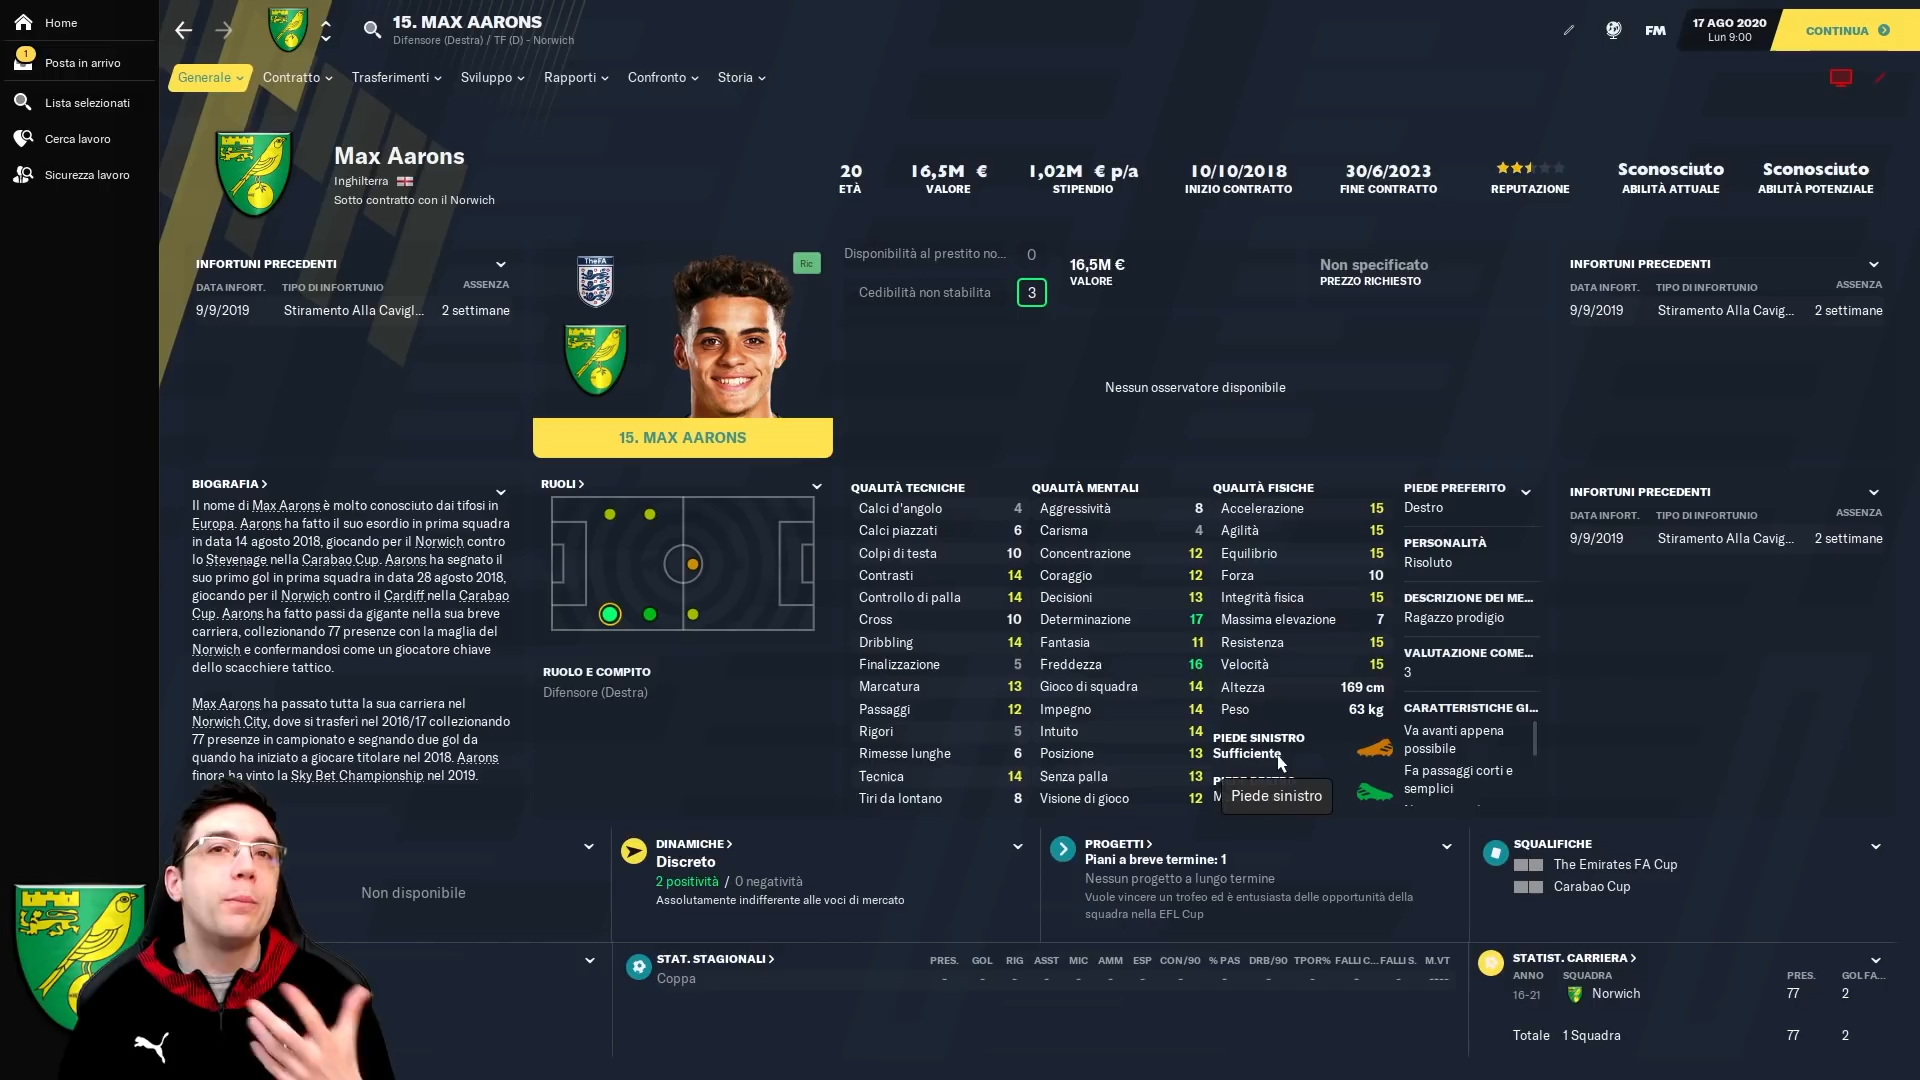 Home
1
Posta in arrivo
Lista selezionati
Cerca lavoro
Sicurezza lavoro
15. MAX AARONS
Difensore (Destra) / TF (D) - Norwich
FM
17 AGO 2020
Lun 9:00
CONTINUA
Generale
Contratto
Trasferimenti
Sviluppo
Rapporti
Confronto
Storia
Max Aarons
Inghilterra
Sotto contratto con il Norwich
20
ETÀ
16,5M €
VALORE
1,02M € p/a
STIPENDIO
10/10/2018
INIZIO CONTRATTO
30/6/2023
FINE CONTRATTO
REPUTAZIONE
Sconosciuto
ABILITÀ ATTUALE
Sconosciuto
ABILITÀ POTENZIALE
INFORTUNI PRECEDENTI
DATA INFORT. TIPO DI INFORTUNIO ASSENZA
9/9/2019 Stiramento Alla Cavigl... 2 settimane
TheFA
Ric
15. MAX AARONS
Disponibilità al prestito no... 0
Cedibilità non stabilita 3
16,5M €
VALORE
Non specificato
PREZZO RICHIESTO
Nessun osservatore disponibile
INFORTUNI PRECEDENTI
DATA INFORT. TIPO DI INFORTUNIO ASSENZA
9/9/2019 Stiramento Alla Cavig... 2 settimane
BIOGRAFIA
Il nome di Max Aarons è molto conosciuto dai tifosi in
Europa. Aarons ha fatto il suo esordio in prima squadra
in data 14 agosto 2018, giocando per il Norwich contro
lo Stevenage nella Carabao Cup. Aarons ha segnato il
suo primo gol in prima squadra in data 28 agosto 2018,
giocando per il Norwich contro il Cardiff nella Carabao
Cup. Aarons ha fatto passi da gigante nella sua breve
carriera, collezionando 77 presenze con la maglia del
Norwich e confermandosi come un giocatore chiave
dello scacchiere tattico.
Max Aarons ha passato tutta la sua carriera nel
Norwich City, dove si trasferì nel 2016/17 collezionando
77 presenze in campionato e segnando due gol da
quando ha iniziato a giocare titolare nel 2018. Aarons
finora ha vinto la Sky Bet Championship nel 2019.
RUOLI
RUOLO E COMPITO
Difensore (Destra)
QUALITÀ TECNICHE
Calci d'angolo 4
Calci piazzati 6
Colpi di testa 10
Contrasti 14
Controllo di palla 14
Cross 10
Dribbling 14
Finalizzazione 5
Marcatura 13
Passaggi 12
Rigori 5
Rimesse lunghe 6
Tecnica 14
Tiri da lontano 8
QUALITÀ MENTALI
Aggressività 8
Carisma 4
Concentrazione 12
Coraggio 12
Decisioni 13
Determinazione 17
Fantasia 11
Freddezza 16
Gioco di squadra 14
Impegno 14
Intuito 14
Posizione 13
Senza palla 13
Visione di gioco 12
QUALITÀ FISICHE
Accelerazione 15
Agilità 15
Equilibrio 15
Forza 10
Integrità fisica 15
Massima elevazione 7
Resistenza 15
Velocità 15
Altezza 169 cm
Peso 63 kg
PIEDE SINISTRO
Sufficiente
Piede sinistro
PIEDE PREFERITO
Destro
PERSONALITÀ
Risoluto
DESCRIZIONE DEI ME...
Ragazzo prodigio
VALUTAZIONE COME...
3
CARATTERISTICHE GI...
Va avanti appena
possibile
Fa passaggi corti e
semplici
INFORTUNI PRECEDENTI
DATA INFORT. TIPO DI INFORTUNIO ASSENZA
9/9/2019 Stiramento Alla Cavig... 2 settimane
Non disponibile
DINAMICHE
Discreto
2 positività / 0 negatività
Assolutamente indifferente alle voci di mercato
PROGETTI
Piani a breve termine: 1
Nessun progetto a lungo termine
Vuole vincere un trofeo ed è entusiasta delle opportunità della
squadra nella EFL Cup
SQUALIFICHE
The Emirates FA Cup
Carabao Cup
STAT. STAGIONALI
PRES. GOL RIG ASST MIC AMM ESP CON/90 % PAS DRB/90 TPOR% FALLI C... FALLI S. M.VT
Coppa - - - - - - - - - - - - - ----
STATIST. CARRIERA
ANNO SQUADRA PRES. GOL FA...
16-21 Norwich 77 2
Totale 1 Squadra 77 2